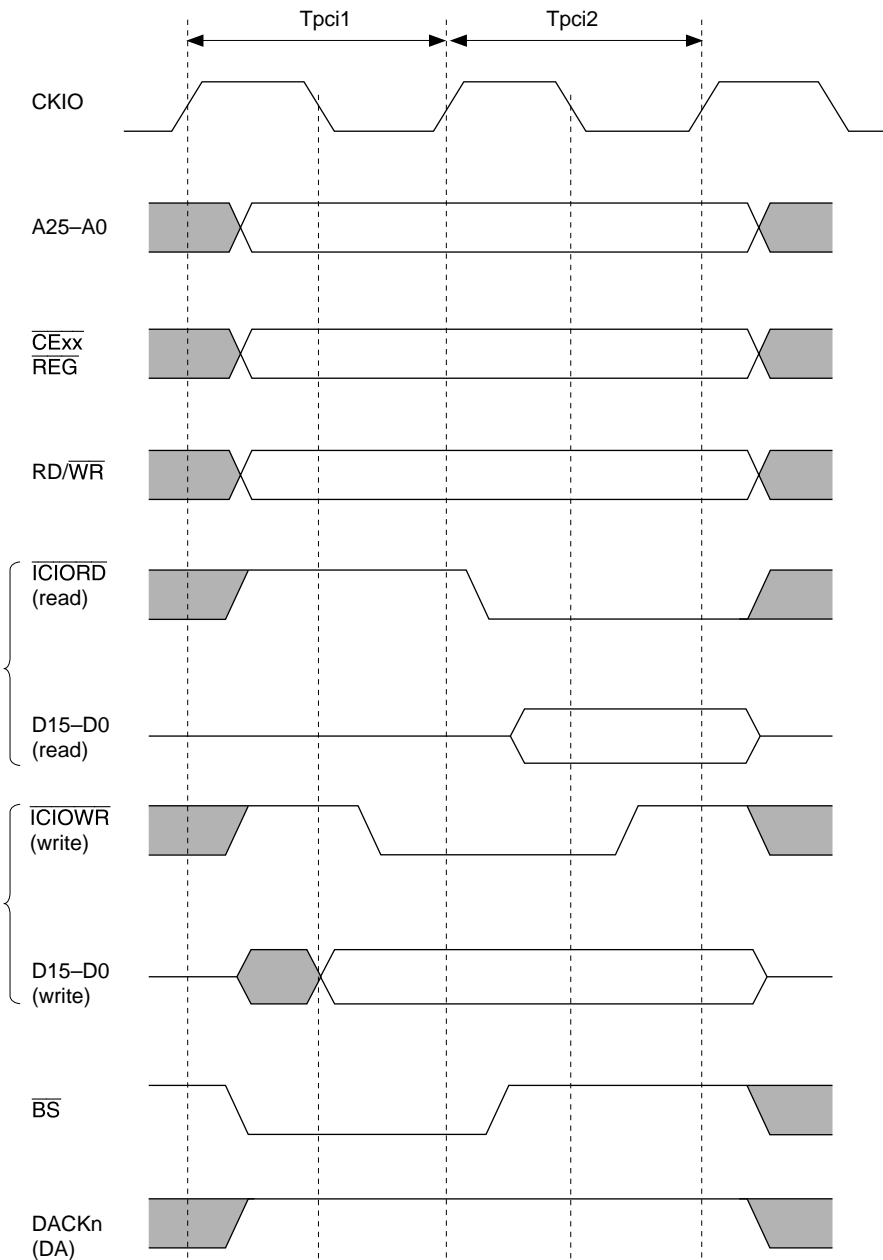 Tpci1 Tpci2
CKIO
A25–A0
CExx
REG
RD/WR
ICIORD
(read)
D15–D0
(read)
ICIOWR
(write)
D15–D0
(write)
BS
DACKn
(DA)